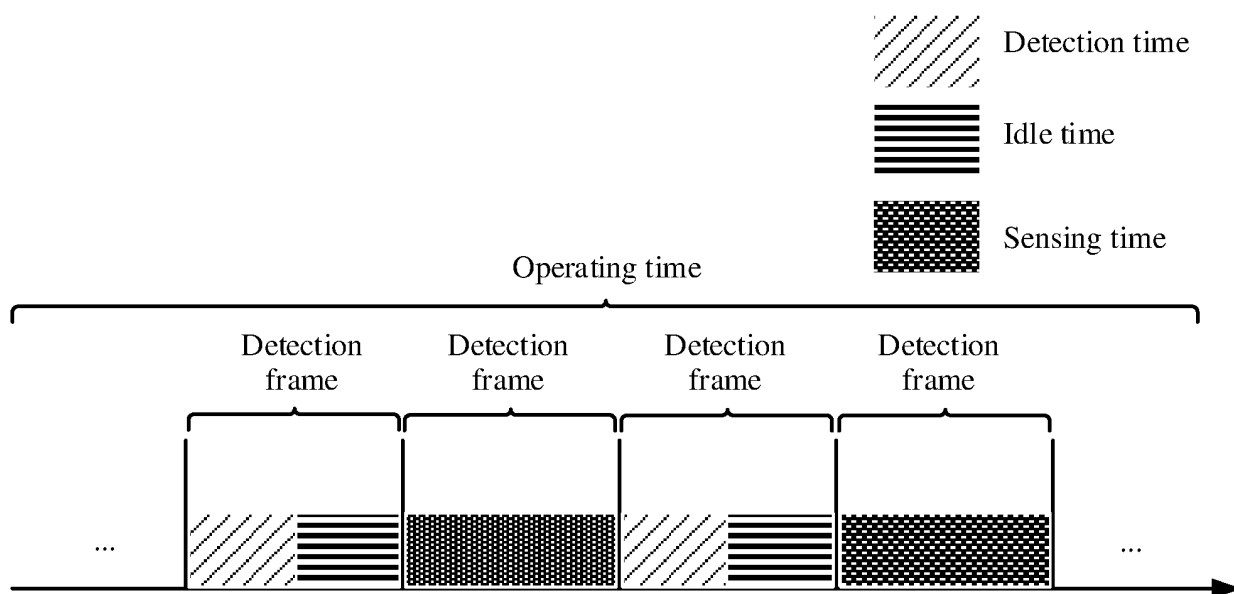 Detection time
Idle time
Sensing time
Operating time
Detection
frame
Detection
frame
Detection
frame
Detection
frame
...
...